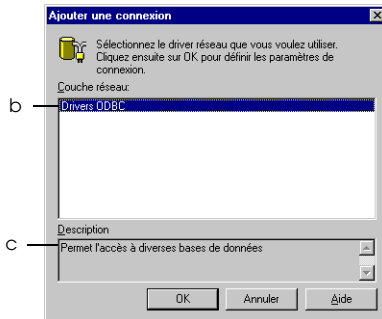 Ajouter une connexion
Sélectionnez le driver réseau que vous voulez utiliser.
Cliquez ensuite sur OK pour définir les paramètres de
connexion.
Couche réseau:
b
Drivers ODBC
Description
c
Permet l'accès à diverses bases de données
OK Annuler Aide